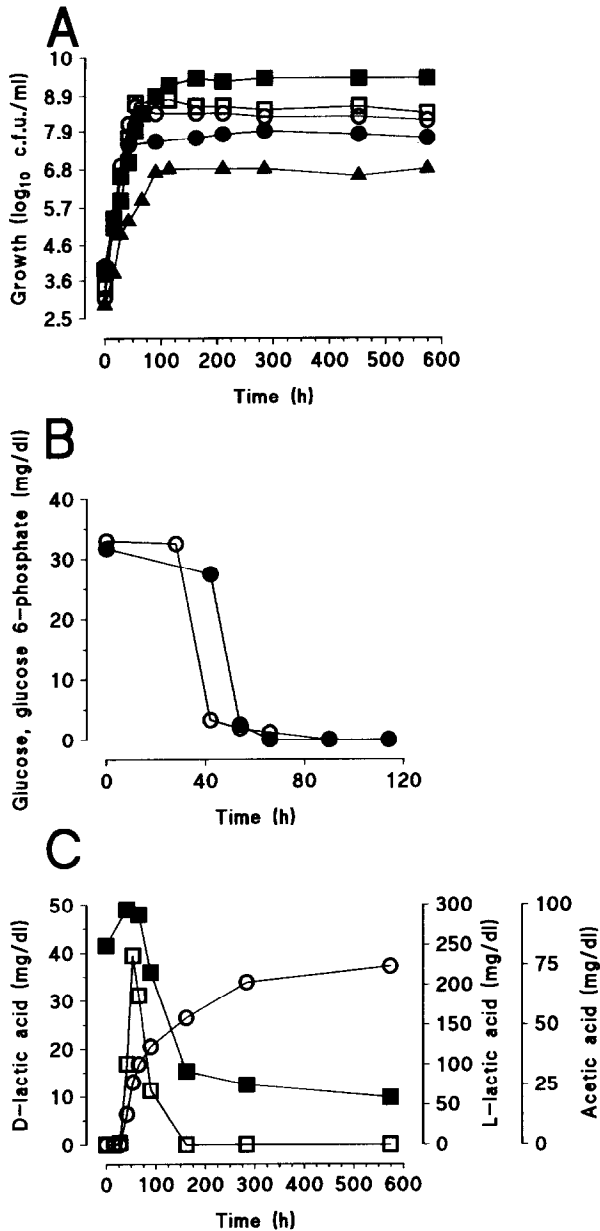 A
Growth (log10 c.f.u./ml)
10
8.9
7.9
6.8
5.7
4.6
3.6
2.5
0 100 200 300 400 500 600
Time (h)
B
Glucose, glucose 6-phosphate (mg/dl)
40
30
20
10
0
0 40 80 120
Time (h)
C
D-lactic acid (mg/dl)
50
40
30
20
10
0
L-lactic acid (mg/dl)
300
250
200
150
100
50
0
Acetic acid (mg/dl)
100
75
50
25
0
0 100 200 300 400 500 600
Time (h)